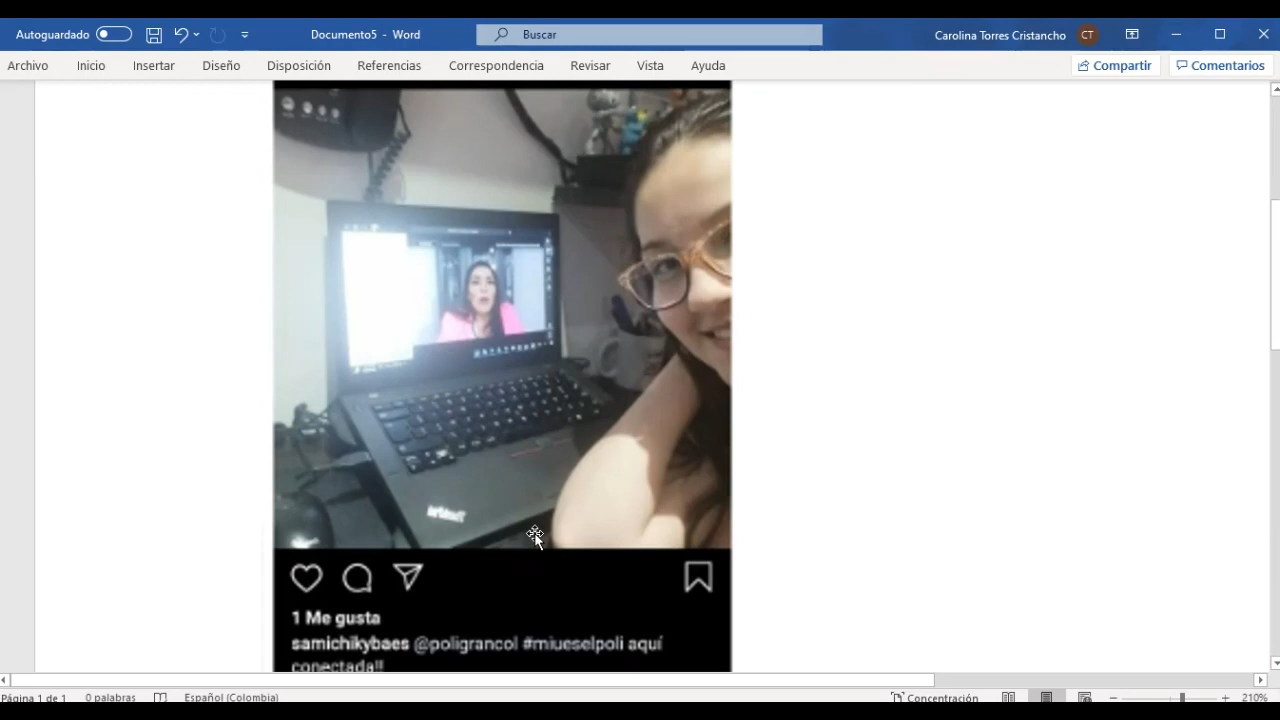 Autoguardado Documento5 - Word Buscar Carolina Torres Cristancho CT
Archivo Inicio Insertar Diseño Disposición Referencias Correspondencia Revisar Vista Ayuda Compartir Comentarios
1 Me gusta
samichikybaes @poligrancol #miueselpoli aquí
conectada!!
Página 1 de 1 0 palabras Español (Colombia) Concentración 210%